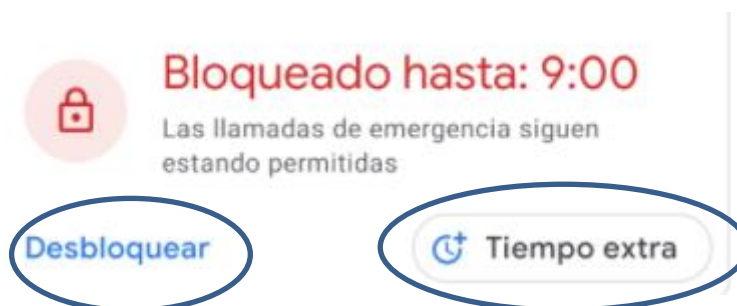 Bloqueado hasta: 9:00
Las llamadas de emergencia siguen
estando permitidas
Desbloquear
Tiempo extra